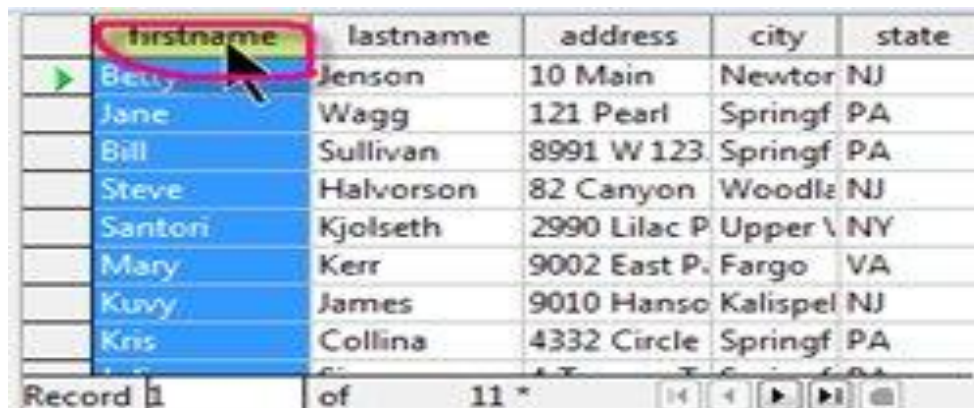 firstname lastname address city state
Betty Jenson 10 Main Newtor NJ
Jane Wagg 121 Pearl Springf PA
Bill Sullivan 8991 W 123. Springf PA
Steve Halvorson 82 Canyon Woodla NJ
Santori Kjolseth 2990 Lilac P Upper V NY
Mary Kerr 9002 East P. Fargo VA
Kuvy James 9010 Hanso Kalispel NJ
Kris Collina 4332 Circle Springf PA
Record 1 of 11 *